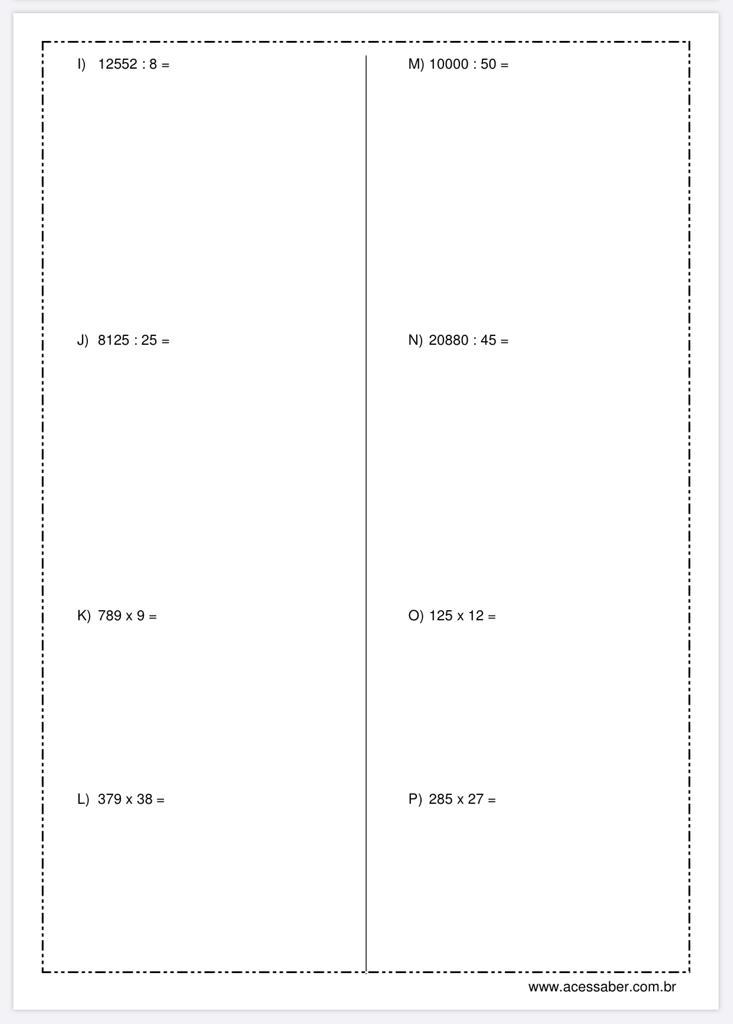 I) 12552 : 8 =
J) 8125 : 25 =
K) 789 x 9 =
L) 379 x 38 =
M) 10000 : 50 =
N) 20880 : 45 =
O) 125 x 12 =
P) 285 x 27 =
www.acessaber.com.br